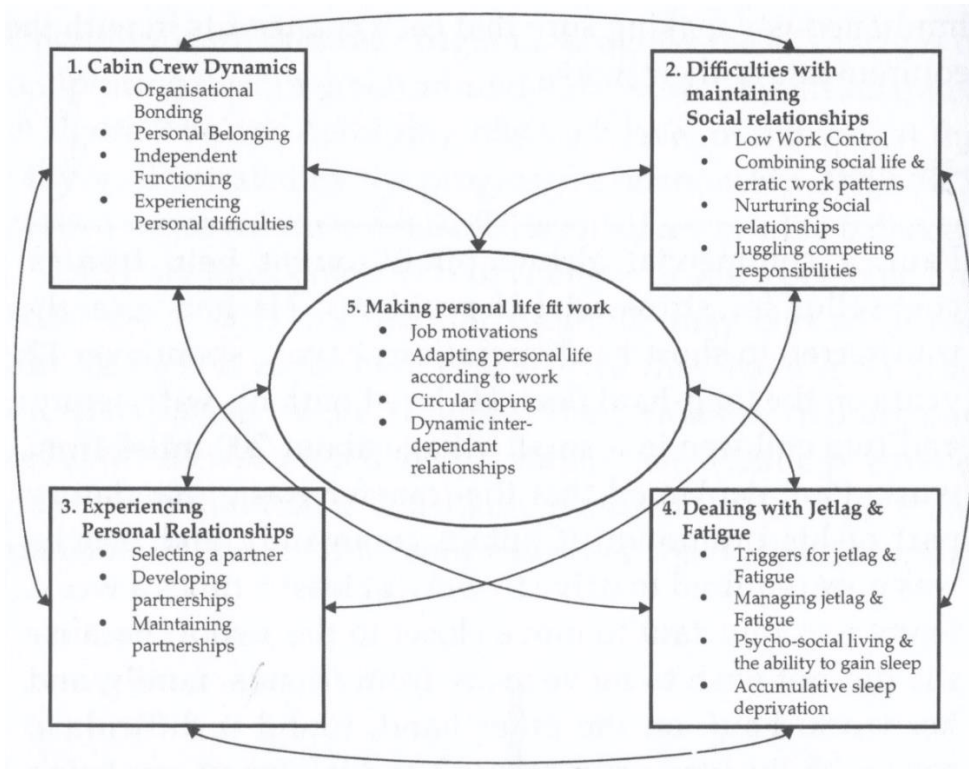 1. Cabin Crew Dynamics
• Organisational
Bonding
• Personal Belonging
• Independent
Functioning
• Experiencing
Personal difficulties
2. Difficulties with
maintaining
Social relationships
• Low Work Control
• Combining social life &
erratic work patterns
• Nurturing Social
relationships
• Juggling competing
responsibilities
5. Making personal life fit work
• Job motivations
• Adapting personal life
according to work
• Circular coping
• Dynamic inter-
dependant
relationships
3. Experiencing
Personal Relationships
• Selecting a partner
• Developing
partnerships
• Maintaining
partnerships
4. Dealing with Jetlag &
Fatigue
• Triggers for jetlag &
Fatigue
• Managing jetlag &
Fatigue
• Psycho-social living &
the ability to gain sleep
Accumulative sleep
deprivation